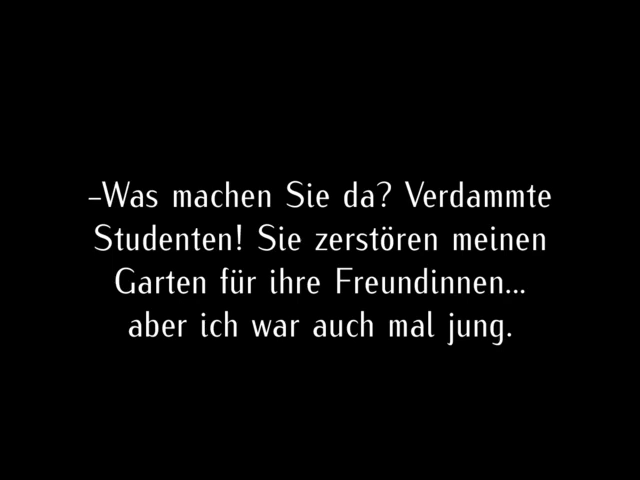 –Was machen Sie da? Verdammte
Studenten! Sie zerstören meinen
Garten für ihre Freundinnen...
aber ich war auch mal jung.